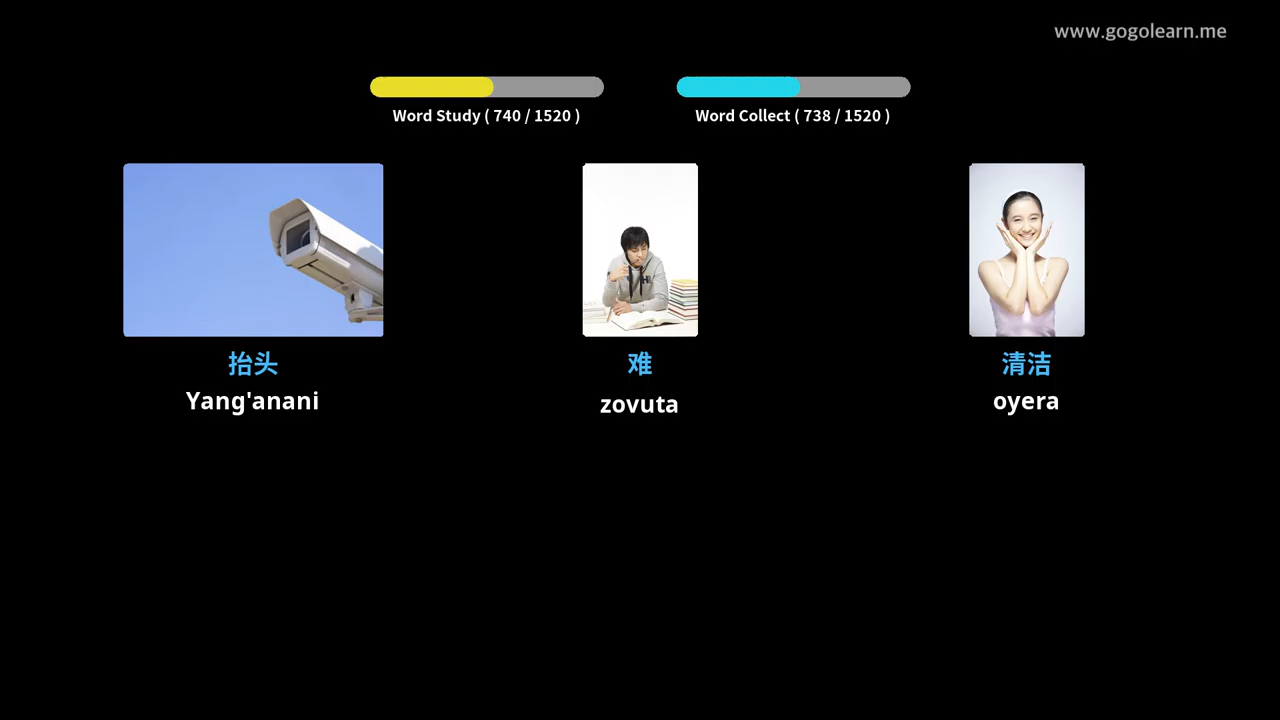 www.gogolearn.me
Word Study ( 740 / 1520 )
Word Collect ( 738 / 1520 )
抬头
Yang'anani
难
zovuta
清洁
oyera